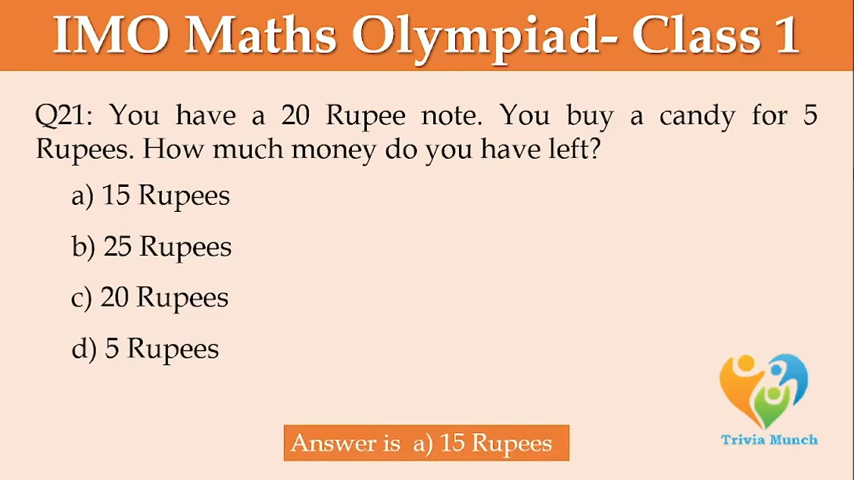 IMO Maths Olympiad- Class 1
Q21: You have a 20 Rupee note. You buy a candy for 5
Rupees. How much money do you have left?
a) 15 Rupees
b) 25 Rupees
c) 20 Rupees
d) 5 Rupees
Trivia Munch
Answer is a) 15 Rupees